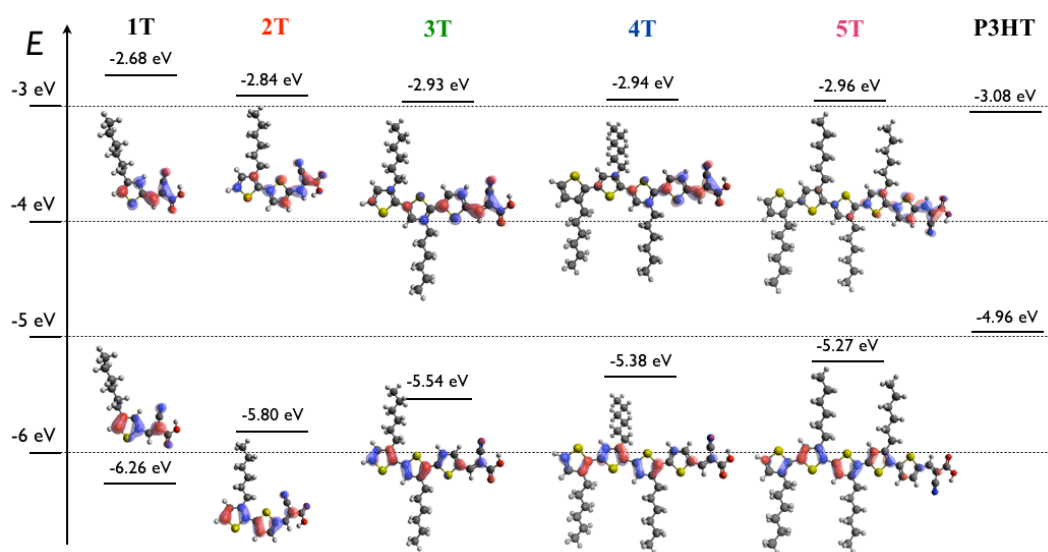 E
1T 2T 3T 4T 5T P3HT
-2.68 eV
-2.84 eV -2.93 eV -2.94 eV -2.96 eV
-3 eV -3.08 eV
-4 eV
-5 eV -4.96 eV
-5.80 eV -5.54 eV -5.38 eV -5.27 eV
-6 eV
-6.26 eV